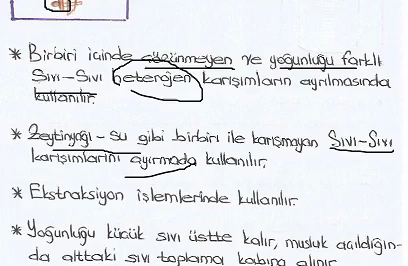 * Birbiri içinde çözünmeyen ve yoğunluğu farklı
Sıvı-Sıvı heterojen karışımların ayrılmasında
kullanılır.
* Zeytinyağı-su gibi birbiri ile karışmayan Sıvı-Sıvı
karışımlarını ayırmada kullanılır.
* Ekstraksiyon işlemlerinde kullanılır.
* Yoğunluğu küçük sıvı üstte kalır, musluk açıldığın-
da alttaki sıvı toplama kabına alınır.